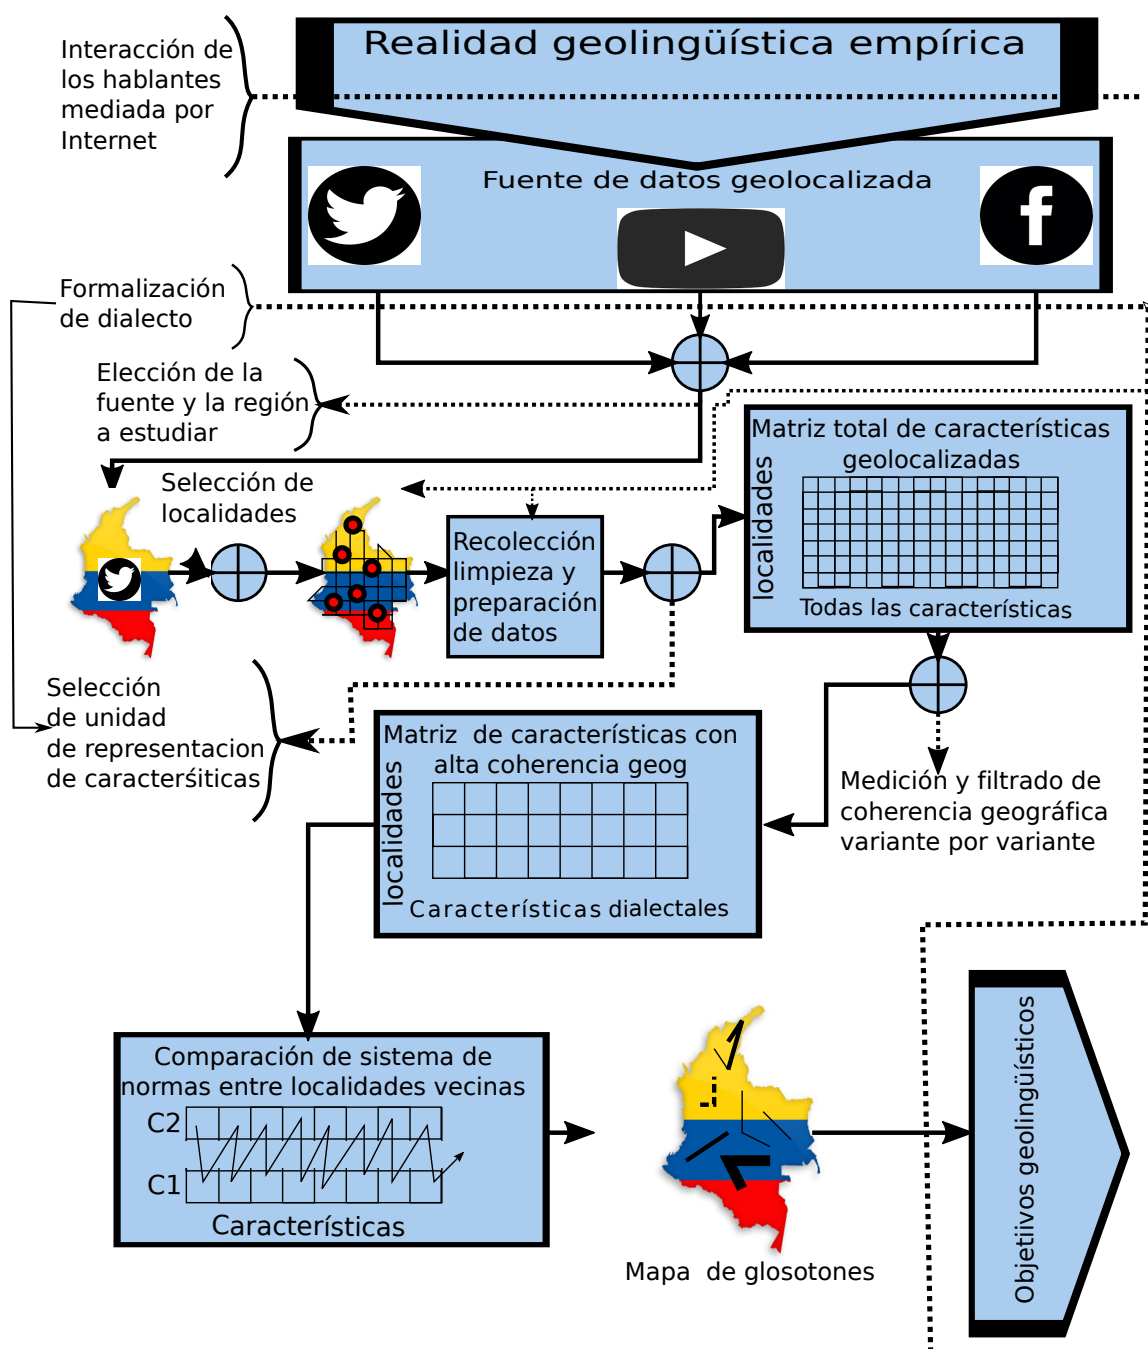 Interacción de
los hablantes
mediada por
Internet
Realidad geolingüística empírica
Fuente de datos geolocalizada
Formalización
de dialecto
Elección de la
fuente y la región
a estudiar
Selección de
localidades
Recolección
limpieza y
preparación
de datos
Matriz total de características
geolocalizadas
localidades
Todas las características
Selección
de unidad
de representacion
de caracterśiticas
Matriz de características con
alta coherencia geog
localidades
Características dialectales
Medición y filtrado de
coherencia geográfica
variante por variante
Comparación de sistema de
normas entre localidades vecinas
C2
C1
Características
Mapa de glosotones
Objetiivos geolingüísticos